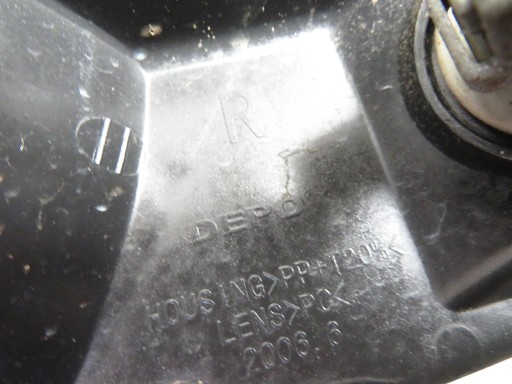 R
DEPO
HOUSING>PP+T20%<
LENS>PC<
2006.6